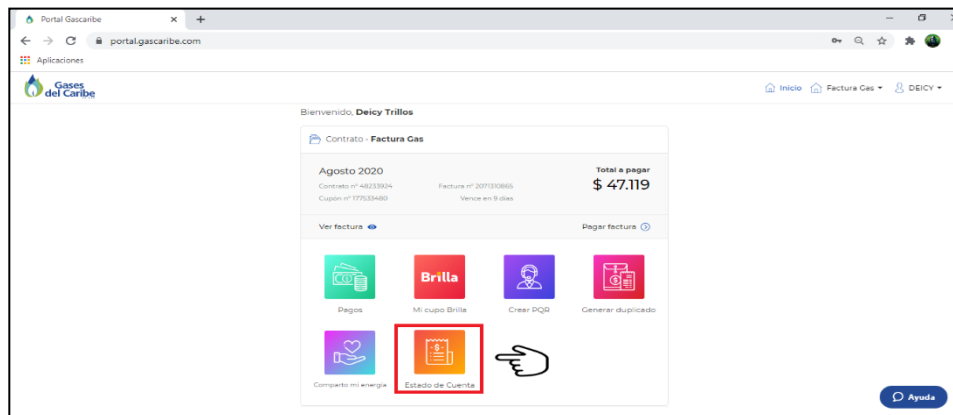 Portal Gascaribe
portal.gascaribe.com
Aplicaciones
Gases
del Caribe
Inicio Factura Gas DEICY
Bienvenido, Deicy Trillos
Contrato - Factura Gas
Agosto 2020 Total a pagar
$ 47.119
Contrato nº 48233924 Factura nº 2071310865
Cupón nº 177533480 Vence en 9 días
Ver factura Pagar factura
Brilla
Pagos Mi cupo Brilla Crear PQR Generar duplicado
Comparto mi energía Estado de Cuenta
Ayuda